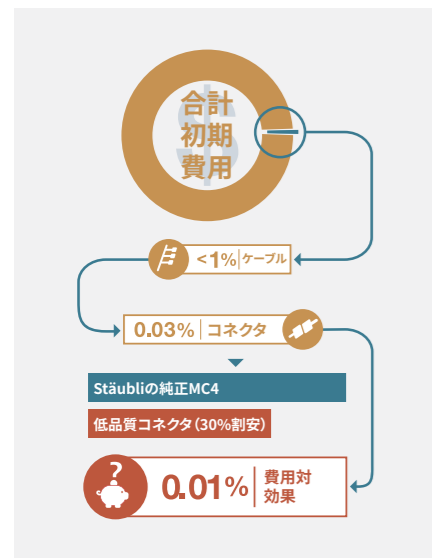 合計
初期
費用
<1%|ケーブル
0.03%|コネクタ
Stäubliの純正MC4
低品質コネクタ（30%割安）
?
0.01%
費用対
効果